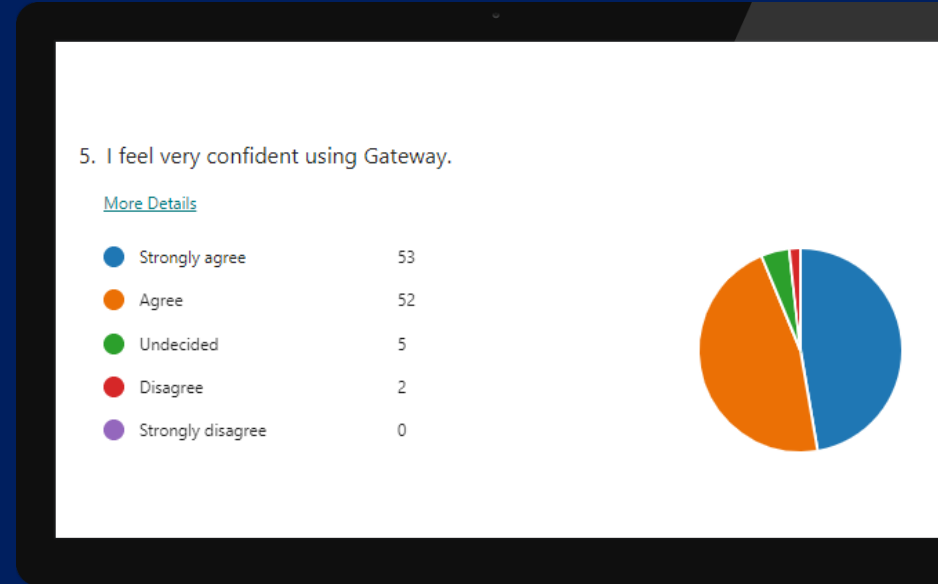 5. I feel very confident using Gateway.
More Details
Strongly agree 53
Agree 52
Undecided 5
Disagree 2
Strongly disagree 0